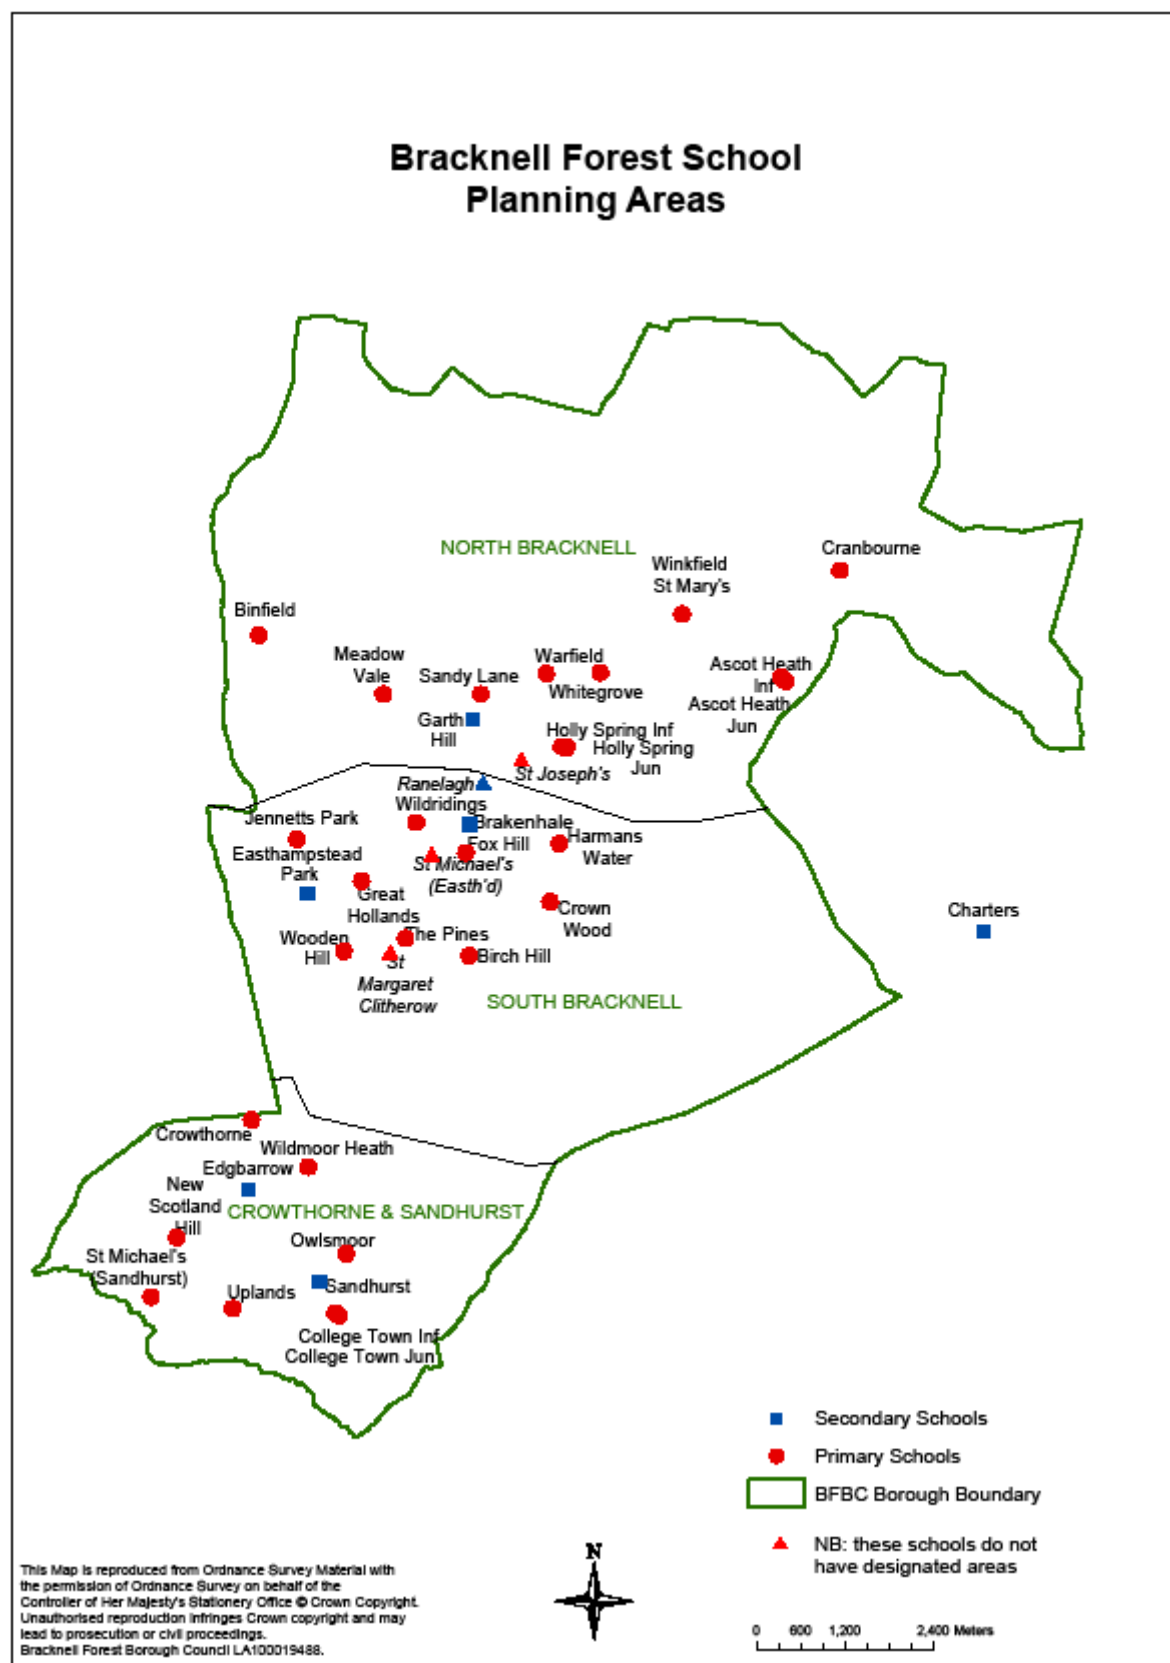 Bracknell Forest School
Planning Areas
NORTH BRACKNELL
Cranbourne
Winkfield
St Mary's
Binfield
Meadow
Vale
Sandy Lane
Warfield
Whitegrove
Ascot Heath
Inf
Ascot Heath
Jun
Garth
Hill
Holly Spring Inf
Holly Spring
Jun
St Joseph's
Ranelagh
Wildridings
Jennetts Park
Brakenhale
Fox Hill
Harmans
Water
Easthampstead
Park
St Michael's
(Easth'd)
Great
Hollands
Crown
Wood
Charters
Wooden
Hill
The Pines
Birch Hill
St
Margaret
Clitherow
SOUTH BRACKNELL
Crowthorne
Wildmoor Heath
Edgbarrow
New
Scotland
Hill
CROWTHORNE & SANDHURST
Owlsmoor
St Michael's
(Sandhurst)
Uplands
Sandhurst
College Town Inf
College Town Jun
Secondary Schools
Primary Schools
BFBC Borough Boundary
NB: these schools do not
have designated areas
N
This Map is reproduced from Ordnance Survey Material with
the permission of Ordnance Survey on behalf of the
Controller of Her Majesty's Stationery Office © Crown Copyright.
Unauthorised reproduction infringes Crown copyright and may
lead to prosecution or civil proceedings.
Bracknell Forest Borough Council LA100019488.
0 600 1,200 2,400 Meters